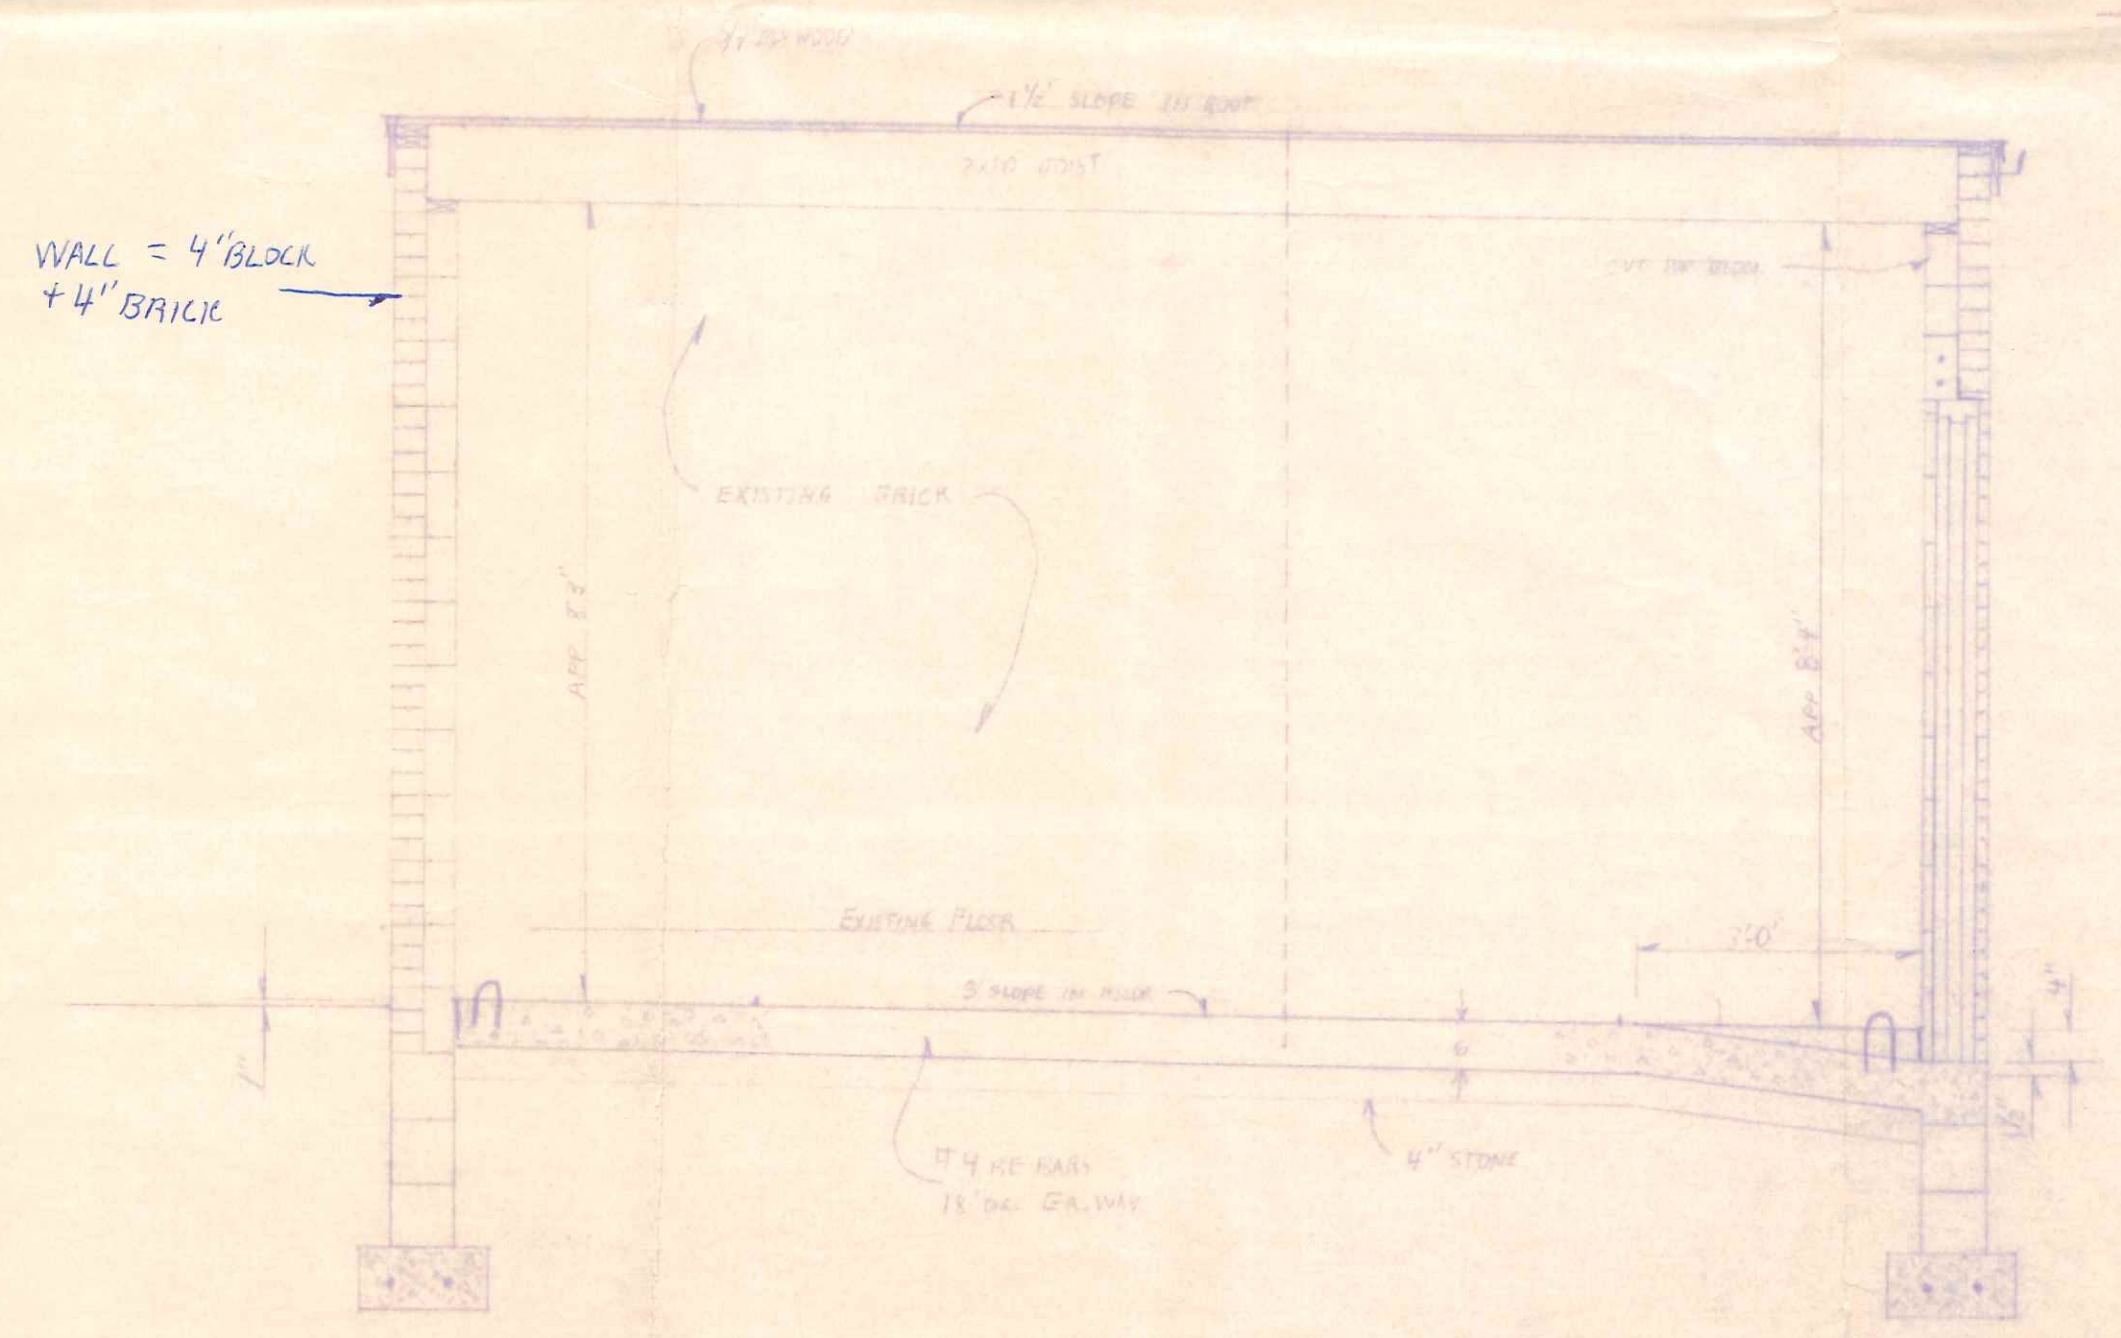 1 1/2" SLOPE IN ROOF
2X10 JOIST
WALL = 4" BLOCK
+ 4" BRICK
EXISTING BRICK
APP 8'3"
APP 8'4"
EXISTING FLOOR
3'-0"
3" SLOPE IN FLOOR
4"
6
#4 RE-BARS
18" OC. EA. WAY
4" STONE